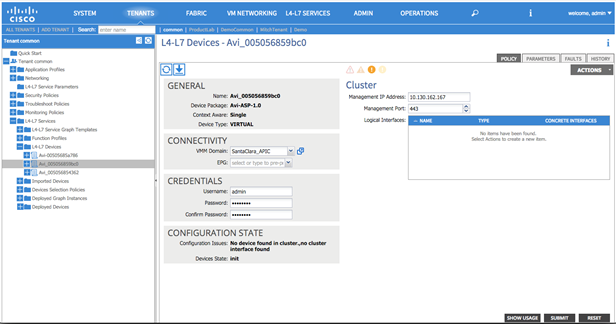 CISCO
SYSTEM TENANTS FABRIC VM NETWORKING L4-L7 SERVICES ADMIN OPERATIONS i welcome, admin
ALL TENANTS | ADD TENANT | Search: enter name | common | ProductLab | DemoCommon | MktgTenant | Demo
Tenant common
Quick Start
Tenant common
Application Profiles
Networking
L4-L7 Service Parameters
Security Policies
Troubleshoot Policies
Monitoring Policies
L4-L7 Services
L4-L7 Service Graph Templates
Function Profiles
L4-L7 Devices
Avi-00505685a786
Avi_005056859bc0
Avi_005056854362
Imported Devices
Devices Selection Policies
Deployed Graph Instances
Deployed Devices
L4-L7 Devices - Avi_005056859bc0
i
POLICY PARAMETERS FAULTS HISTORY
ACTIONS
GENERAL
Name: Avi_005056859bc0
Device Package: Avi-ASP-1.0
Context Aware: Single
Device Type: VIRTUAL
CONNECTIVITY
VMM Domain: SantaClara_APIC
EPG: select or type to pre-p
CREDENTIALS
Username: admin
Password: ••••••••
Confirm Password: ••••••••
CONFIGURATION STATE
Configuration Issues: No device found in cluster.,no cluster
interface found
Devices State: init
Cluster
Management IP Address: 10.130.162.167
Management Port: 443
Logical Interfaces:
NAME TYPE CONCRETE INTERFACES
No items have been found.
Select Actions to create a new item.
SHOW USAGE SUBMIT RESET